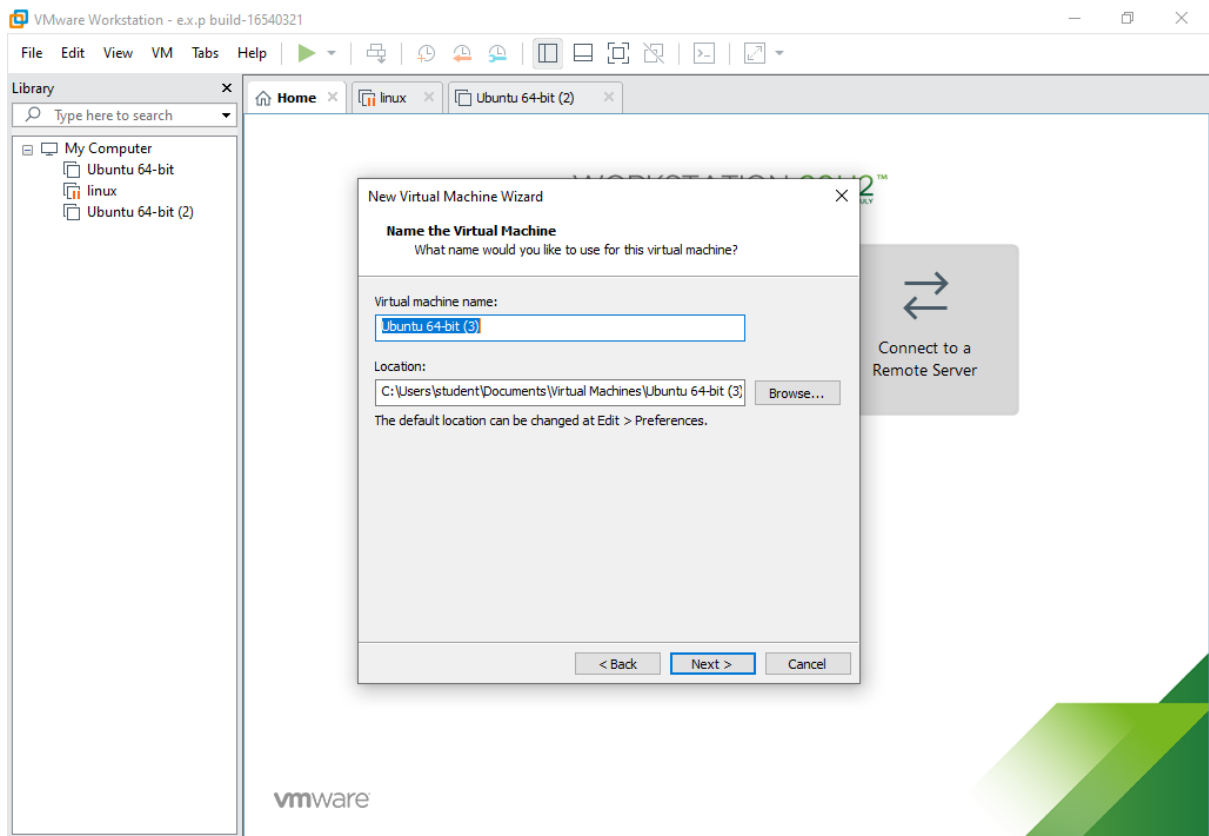 VMware Workstation - e.x.p build-16540321
File Edit View VM Tabs Help
Library
Type here to search
My Computer
Ubuntu 64-bit
linux
Ubuntu 64-bit (2)
Home
linux
Ubuntu 64-bit (2)
New Virtual Machine Wizard
Name the Virtual Machine
What name would you like to use for this virtual machine?
Virtual machine name:
Ubuntu 64-bit (3)
Location:
C:\Users\student\Documents\Virtual Machines\Ubuntu 64-bit (3)
Browse...
The default location can be changed at Edit > Preferences.
< Back Next > Cancel
2™
Connect to a
Remote Server
vmware